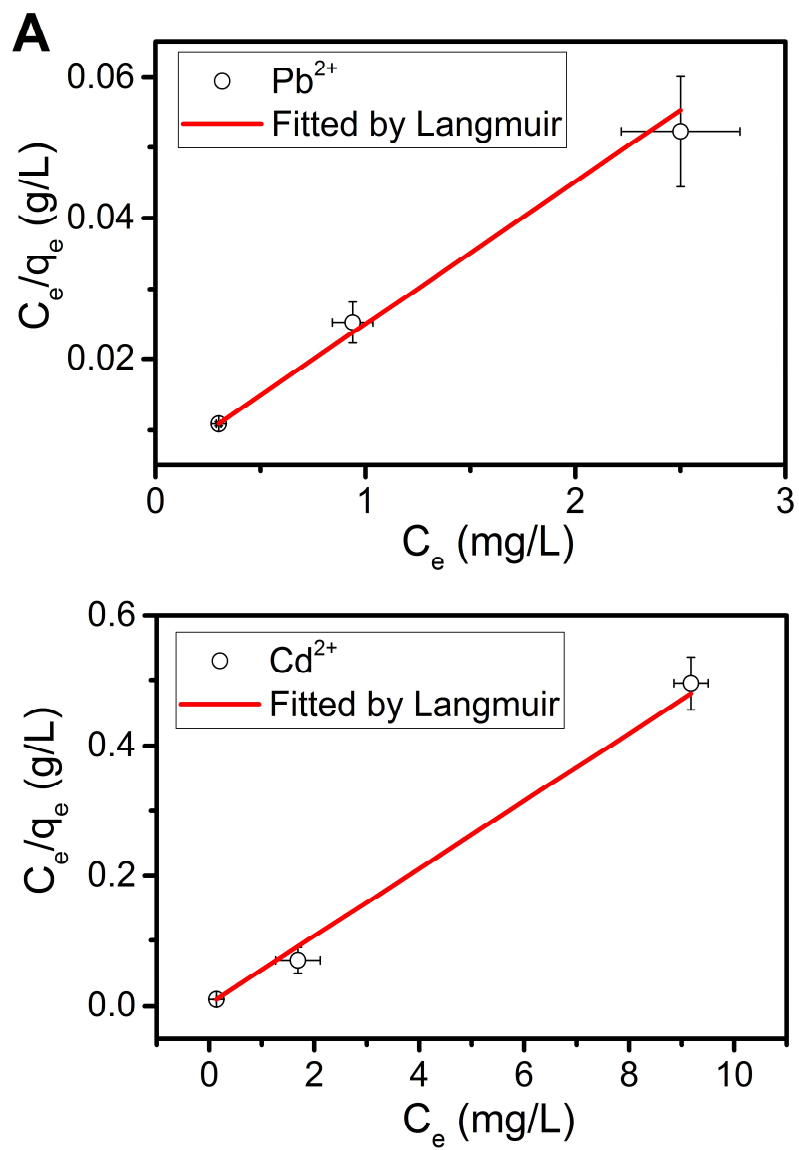 A
Pb2+
Fitted by Langmuir
0.06
0.04
0.02
Ce/qe (g/L)
0 1 2 3
Ce (mg/L)
Cd2+
Fitted by Langmuir
0.6
0.4
0.2
0.0
Ce/qe (g/L)
0 2 4 6 8 10
Ce (mg/L)